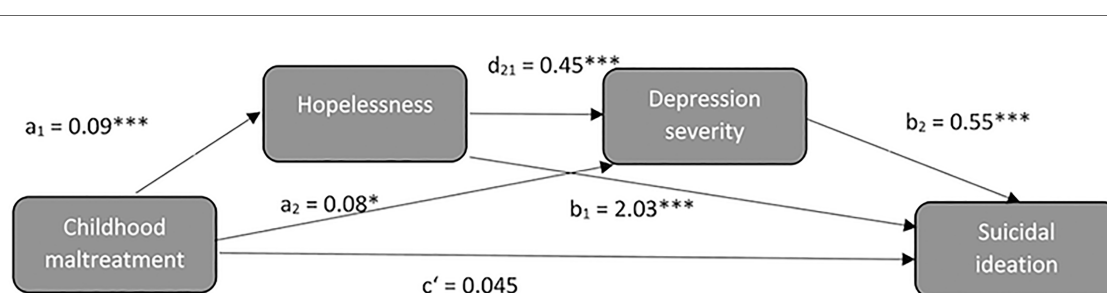 d₂₁ = 0.45***
Hopelessness
Depression
severity
a₁ = 0.09***
b₂ = 0.55***
a₂ = 0.08*
b₁ = 2.03***
Childhood
maltreatment
Suicidal
ideation
c‘ = 0.045